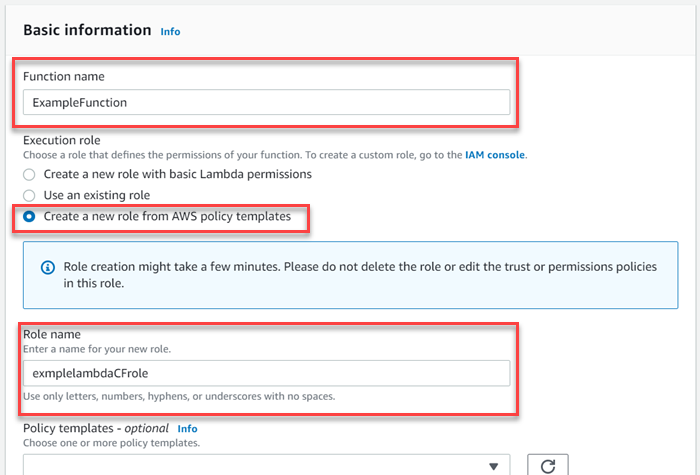 Basic information Info
Function name
ExampleFunction
Execution role
Choose a role that defines the permissions of your function. To create a custom role, go to the IAM console.
Create a new role with basic Lambda permissions
Use an existing role
Create a new role from AWS policy templates
Role creation might take a few minutes. Please do not delete the role or edit the trust or permissions policies
in this role.
Role name
Enter a name for your new role.
exmplelambdaCFrole
Use only letters, numbers, hyphens, or underscores with no spaces.
Policy templates - optional Info
Choose one or more policy templates.